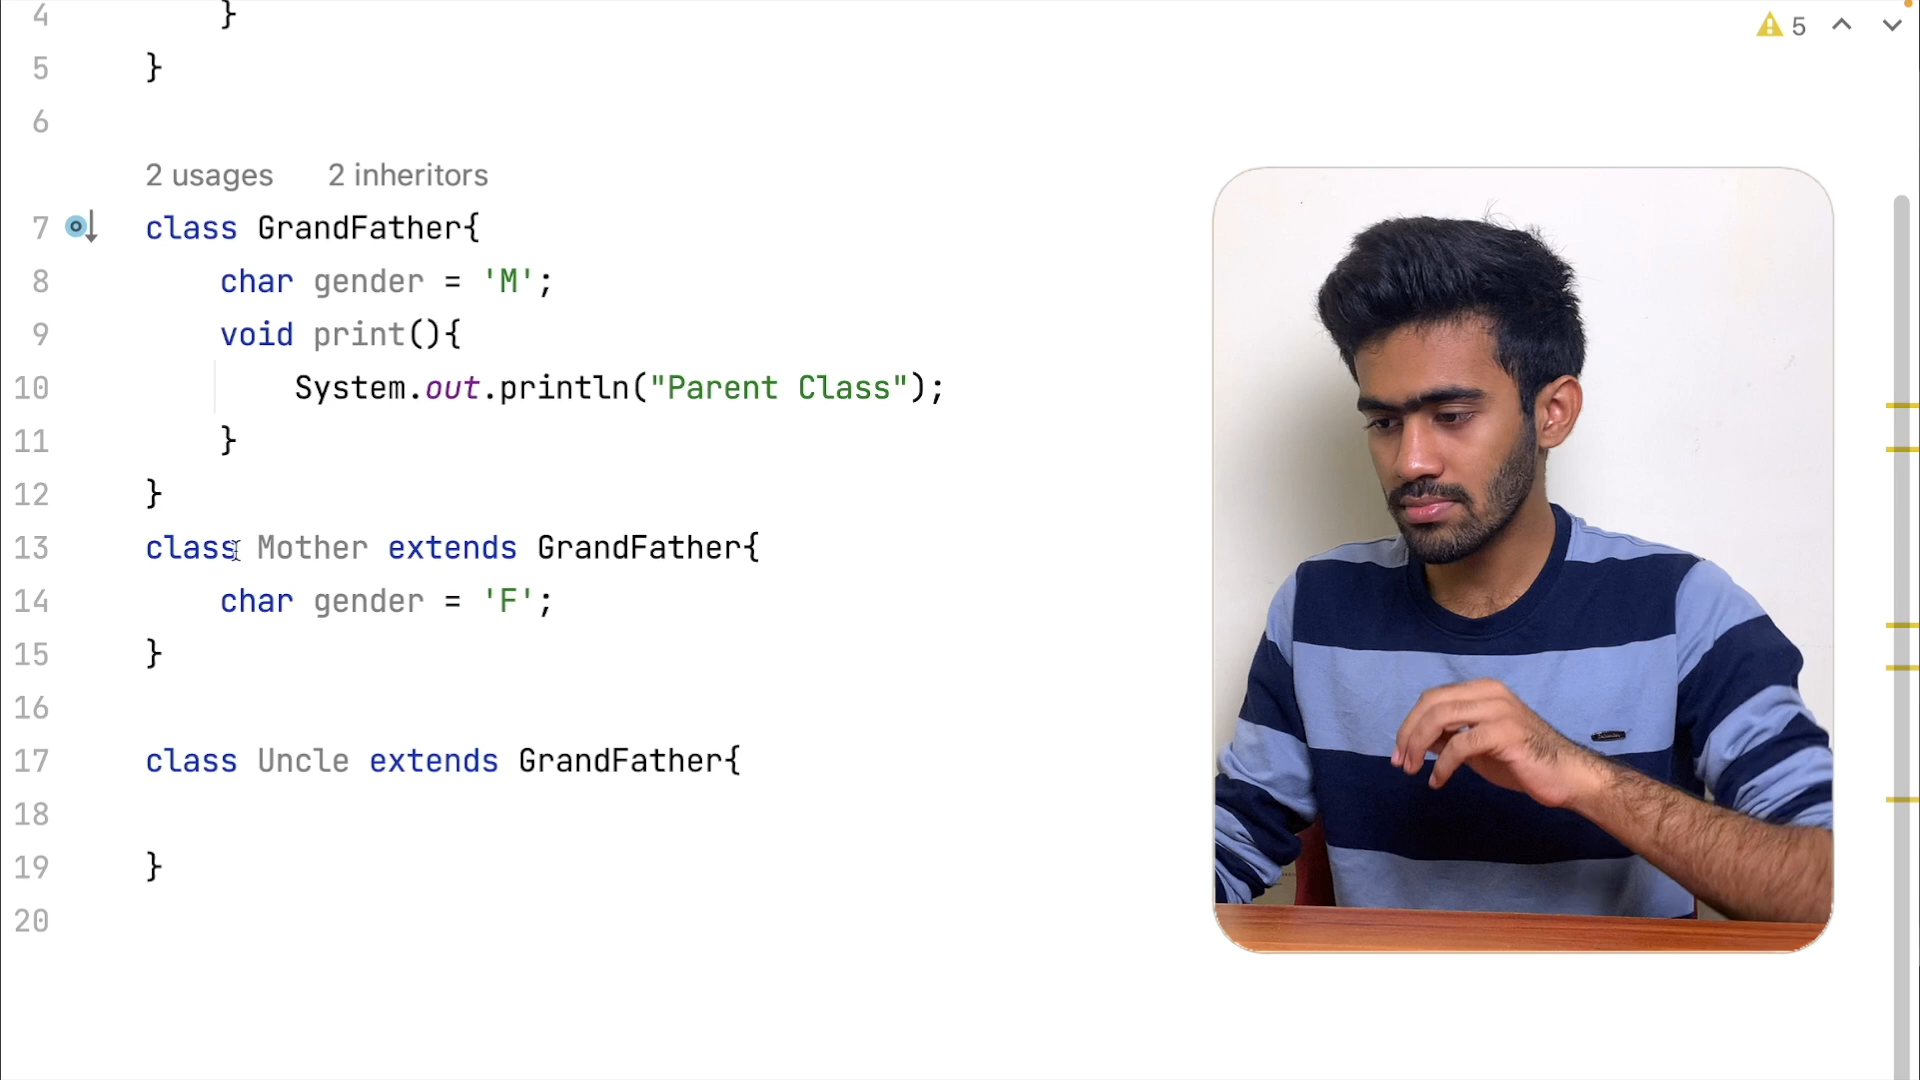 4 }
5 }
6
2 usages 2 inheritors
7 class GrandFather{
8 char gender = 'M';
9 void print(){
10 System.out.println("Parent Class");
11 }
12 }
13 class Mother extends GrandFather{
14 char gender = 'F';
15 }
16
17 class Uncle extends GrandFather{
18
19 }
20
5